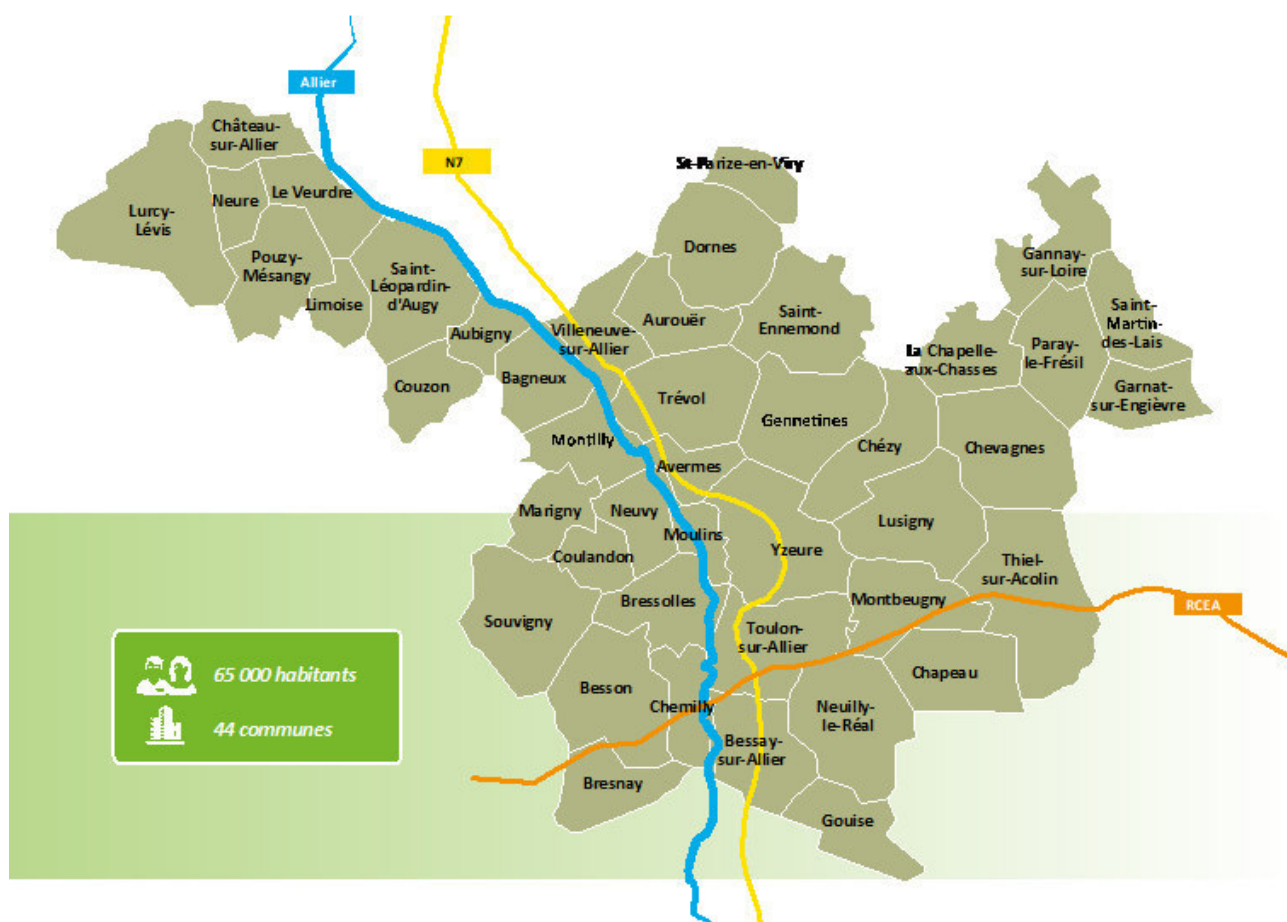 Allier
Château-
sur-Allier
N7
St-Parize-en-Viry
Neure
Le Veurdre
Lurcy-
Lévis
Dornes
Pouzy-
Mésangy
Saint-
Léopardin-
d'Augy
Limoise
Gannay-
sur-Loire
Aubigny
Villeneuve-
sur-Allier
Aurouër
Saint-
Ennemond
Saint-
Martin-
des-Lais
La Chapelle-
aux-Chasses
Paray-
le-Frésil
Couzon
Bagneux
Trévol
Garnat-
sur-Engièvre
Gennetines
Montilly
Chézy
Chevagnes
Avermes
Marigny
Neuvy
Moulins
Lusigny
Coulandon
Yzeure
Thiel-
sur-Acolin
Bressolles
Montbeugny
RCEA
Souvigny
Toulon-
sur-Allier
65 000 habitants
Besson
Chapeau
Chemilly
Neuilly-
le-Réal
44 communes
Bessay-
sur-Allier
Bresnay
Gouise